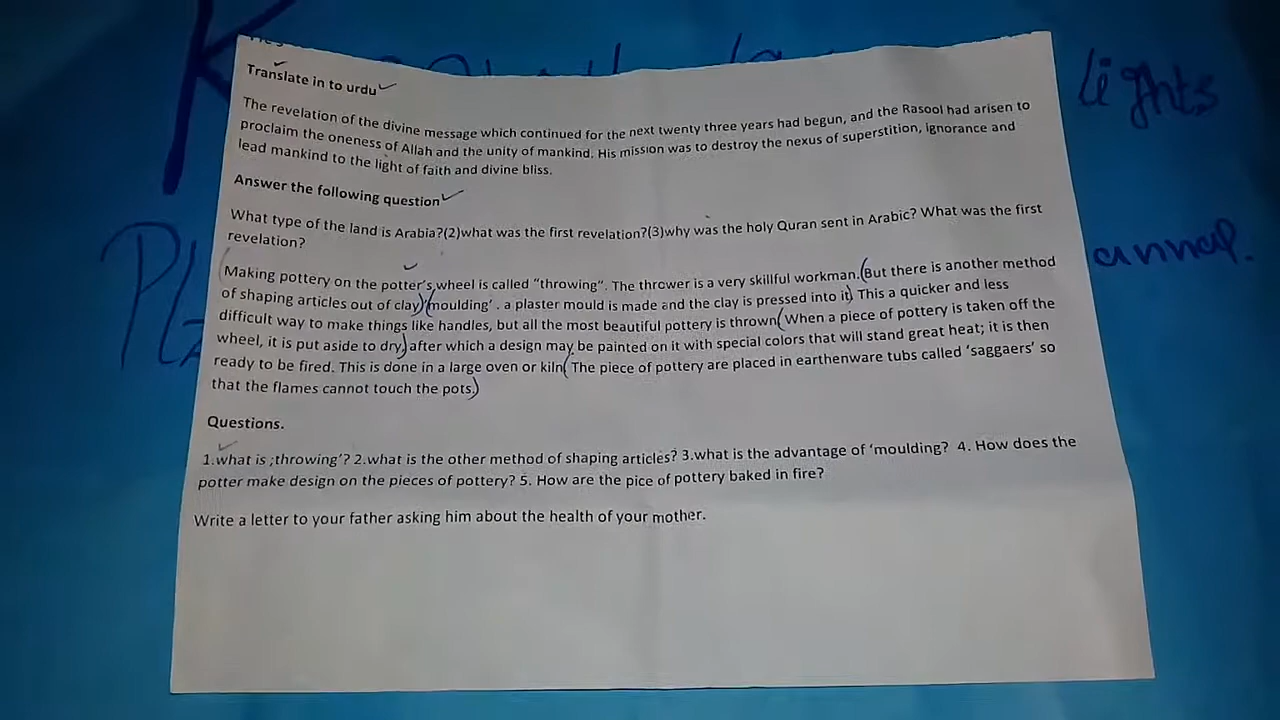 lights
Translate in to urdu
The revelation of the divine message which continued for the next twenty three years had begun, and the Rasool had arisen to
proclaim the oneness of Allah and the unity of mankind. His mission was to destroy the nexus of superstition, ignorance and
lead mankind to the light of faith and divine bliss.
Answer the following question
What type of the land is Arabia?(2)what was the first revelation?(3)why was the holy Quran sent in Arabic? What was the first
revelation?
Making pottery on the potter's wheel is called "throwing". The thrower is a very skillful workman.(But there is another method
of shaping articles out of clay)(moulding' . a plaster mould is made and the clay is pressed into it) This a quicker and less
difficult way to make things like handles, but all the most beautiful pottery is thrown(When a piece of pottery is taken off the
wheel, it is put aside to dry)after which a design may be painted on it with special colors that will stand great heat; it is then
ready to be fired. This is done in a large oven or kiln( The piece of pottery are placed in earthenware tubs called 'saggaers' so
that the flames cannot touch the pots.)
Questions.
1.what is ;throwing'? 2.what is the other method of shaping articles? 3.what is the advantage of 'moulding? 4. How does the
potter make design on the pieces of pottery? 5. How are the pice of pottery baked in fire?
Write a letter to your father asking him about the health of your mother.